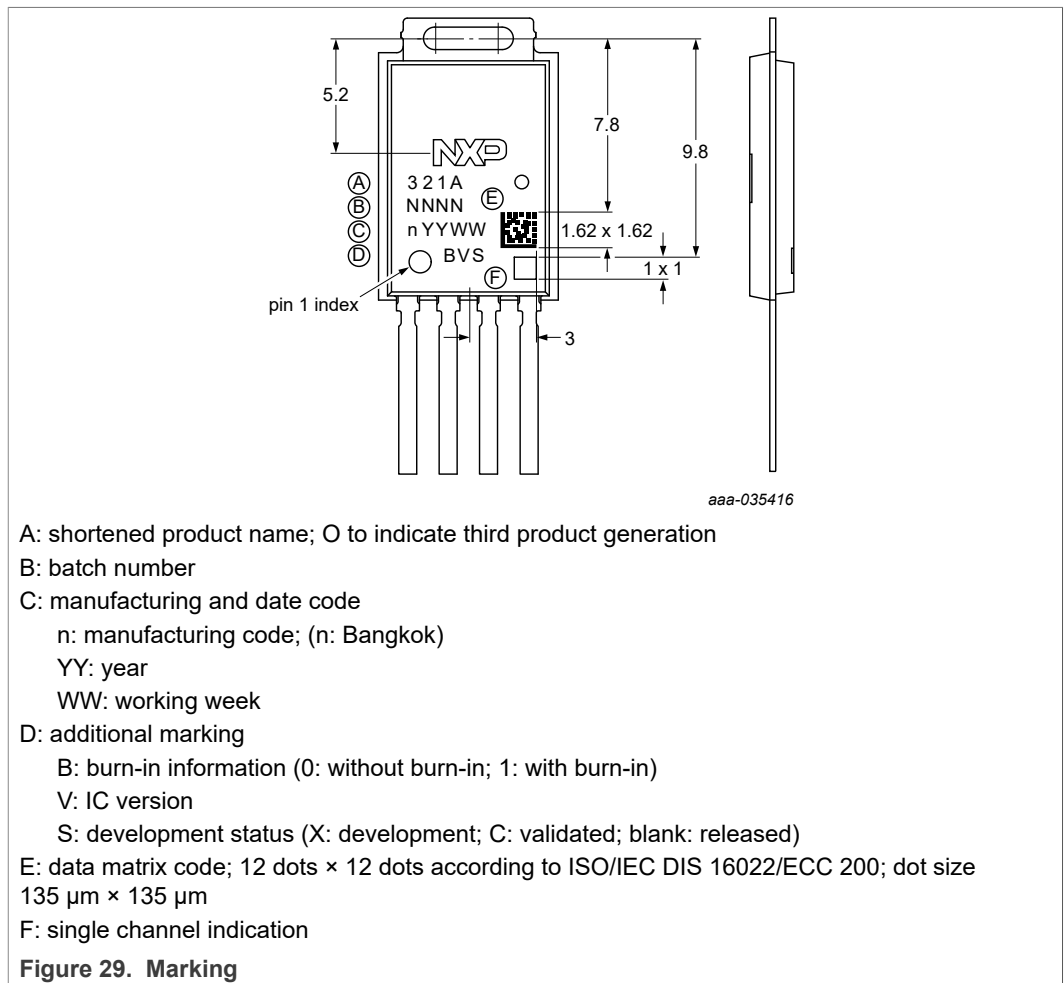 5.2
7.8
9.8
NXP
A 321A
E
B NNNN
C nYYWW
1.62 x 1.62
D BVS
F
1 x 1
pin 1 index
3
aaa-035416
A: shortened product name; O to indicate third product generation
B: batch number
C: manufacturing and date code
n: manufacturing code; (n: Bangkok)
YY: year
WW: working week
D: additional marking
B: burn-in information (0: without burn-in; 1: with burn-in)
V: IC version
S: development status (X: development; C: validated; blank: released)
E: data matrix code; 12 dots × 12 dots according to ISO/IEC DIS 16022/ECC 200; dot size
135 μm × 135 μm
F: single channel indication
Figure 29. Marking